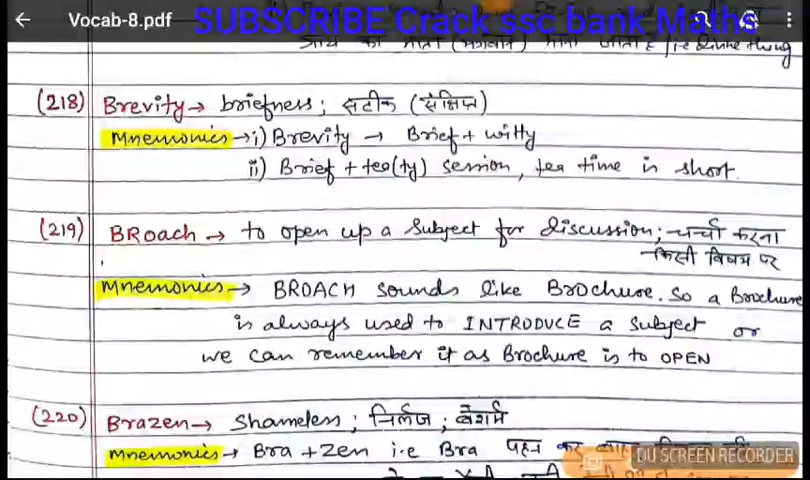 Vocab-8.pdf
SUBSCRIBE Crack ssc bank Maths
i.e divine thing
(218) Brevity → briefness; सटीक (संक्षिप्त)
Mnemonics → i) Brevity → Brief + witty
ii) Brief + tea(ty) session, tea time is short.
(219) BROach → to open up a subject for discussion; चर्चा करना
किसी विषय पर
Mnemonics → BROACH sounds like Brochure. So a Brochure
is always used to INTRODUCE a subject or
we can remember it as Brochure is to OPEN
(220) Brazen → Shameless; निर्लज; बेशर्म
Mnemonics → Bra + Zen i.e Bra पहन कर
DU SCREEN RECORDER